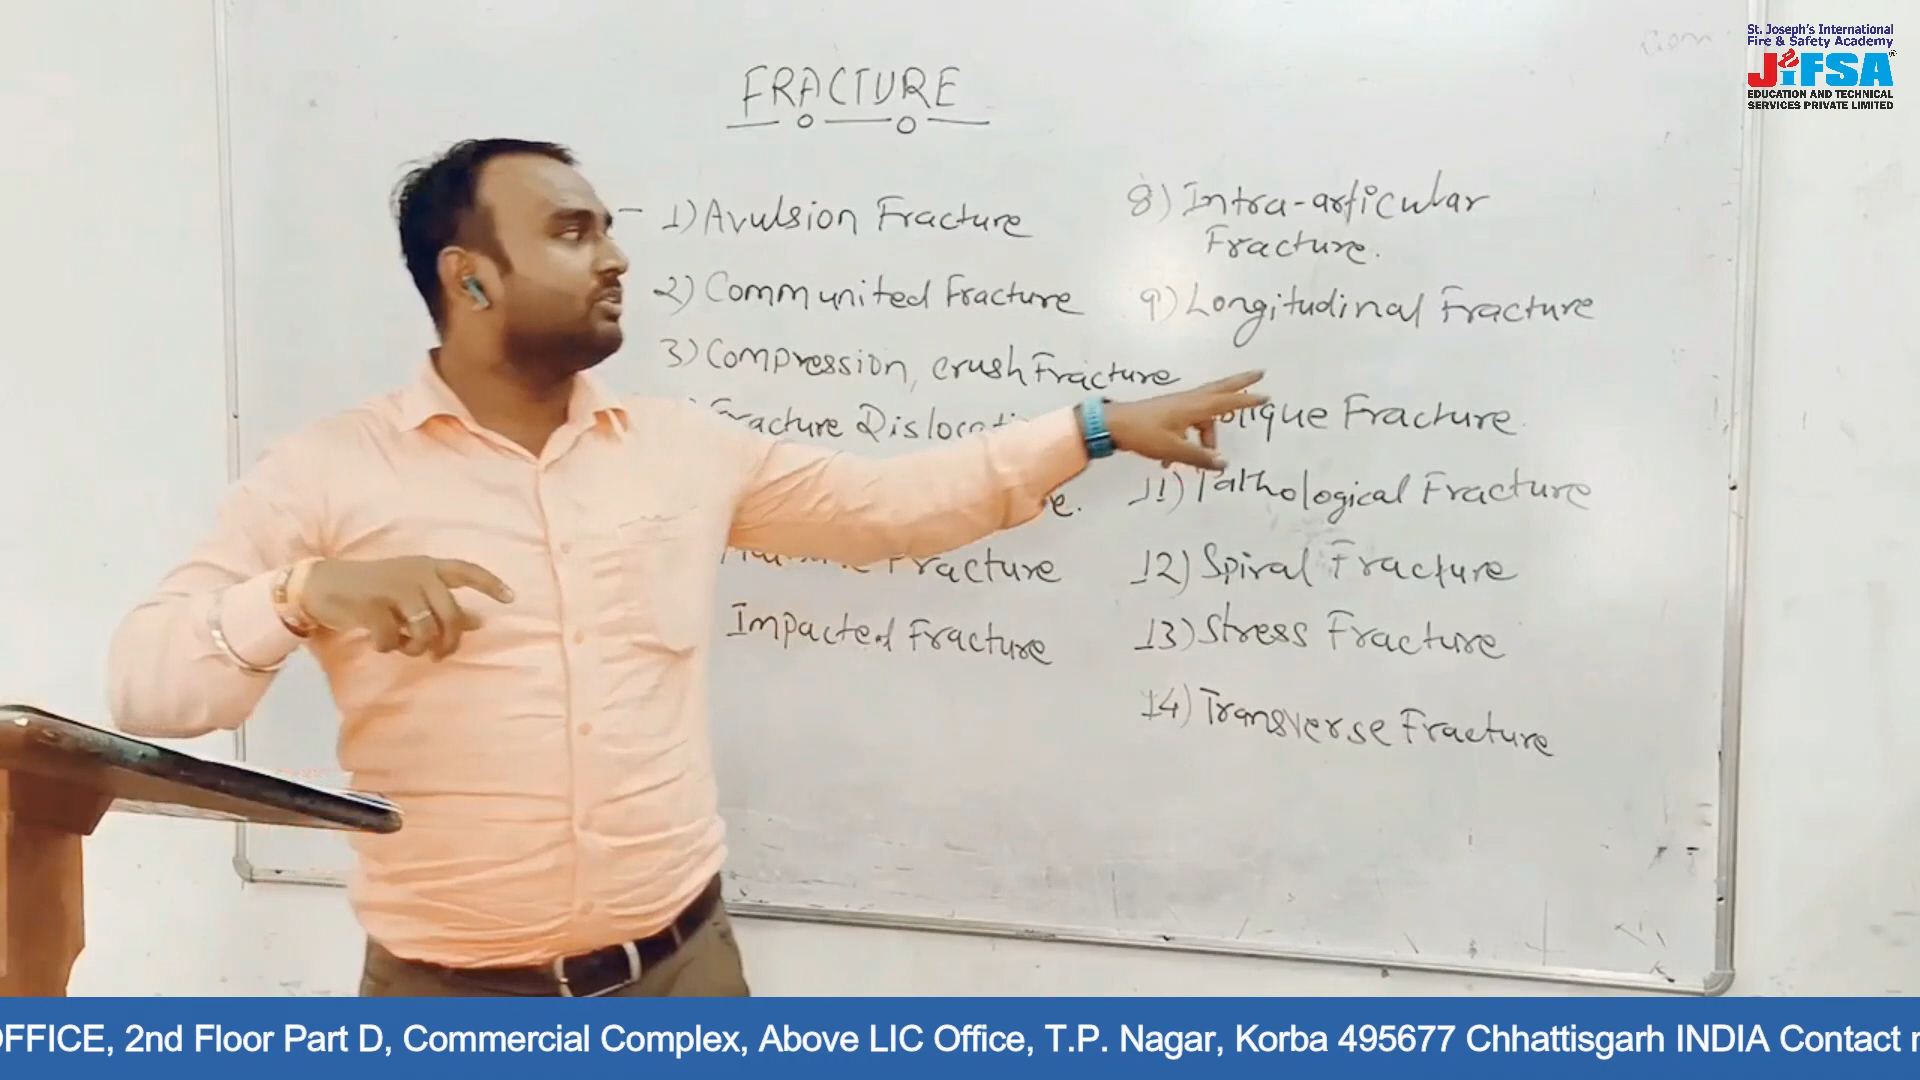 St. Joseph's International
Fire & Safety Academy
JIFSA
EDUCATION AND TECHNICAL
SERVICES PRIVATE LIMITED
FRACTURE
1) Avulsion Fracture
2) Communited Fracture
3) Compression, crush Fracture
Fracture
Fracture
Impacted Fracture
8) Intra-articular
Fracture.
9) Longitudinal Fracture
Fracture
11) Pathological Fracture
12) Spiral Fracture
13) Stress Fracture
14) Transverse Fracture
OFFICE, 2nd Floor Part D, Commercial Complex, Above LIC Office, T.P. Nagar, Korba 495677 Chhattisgarh INDIA Contact